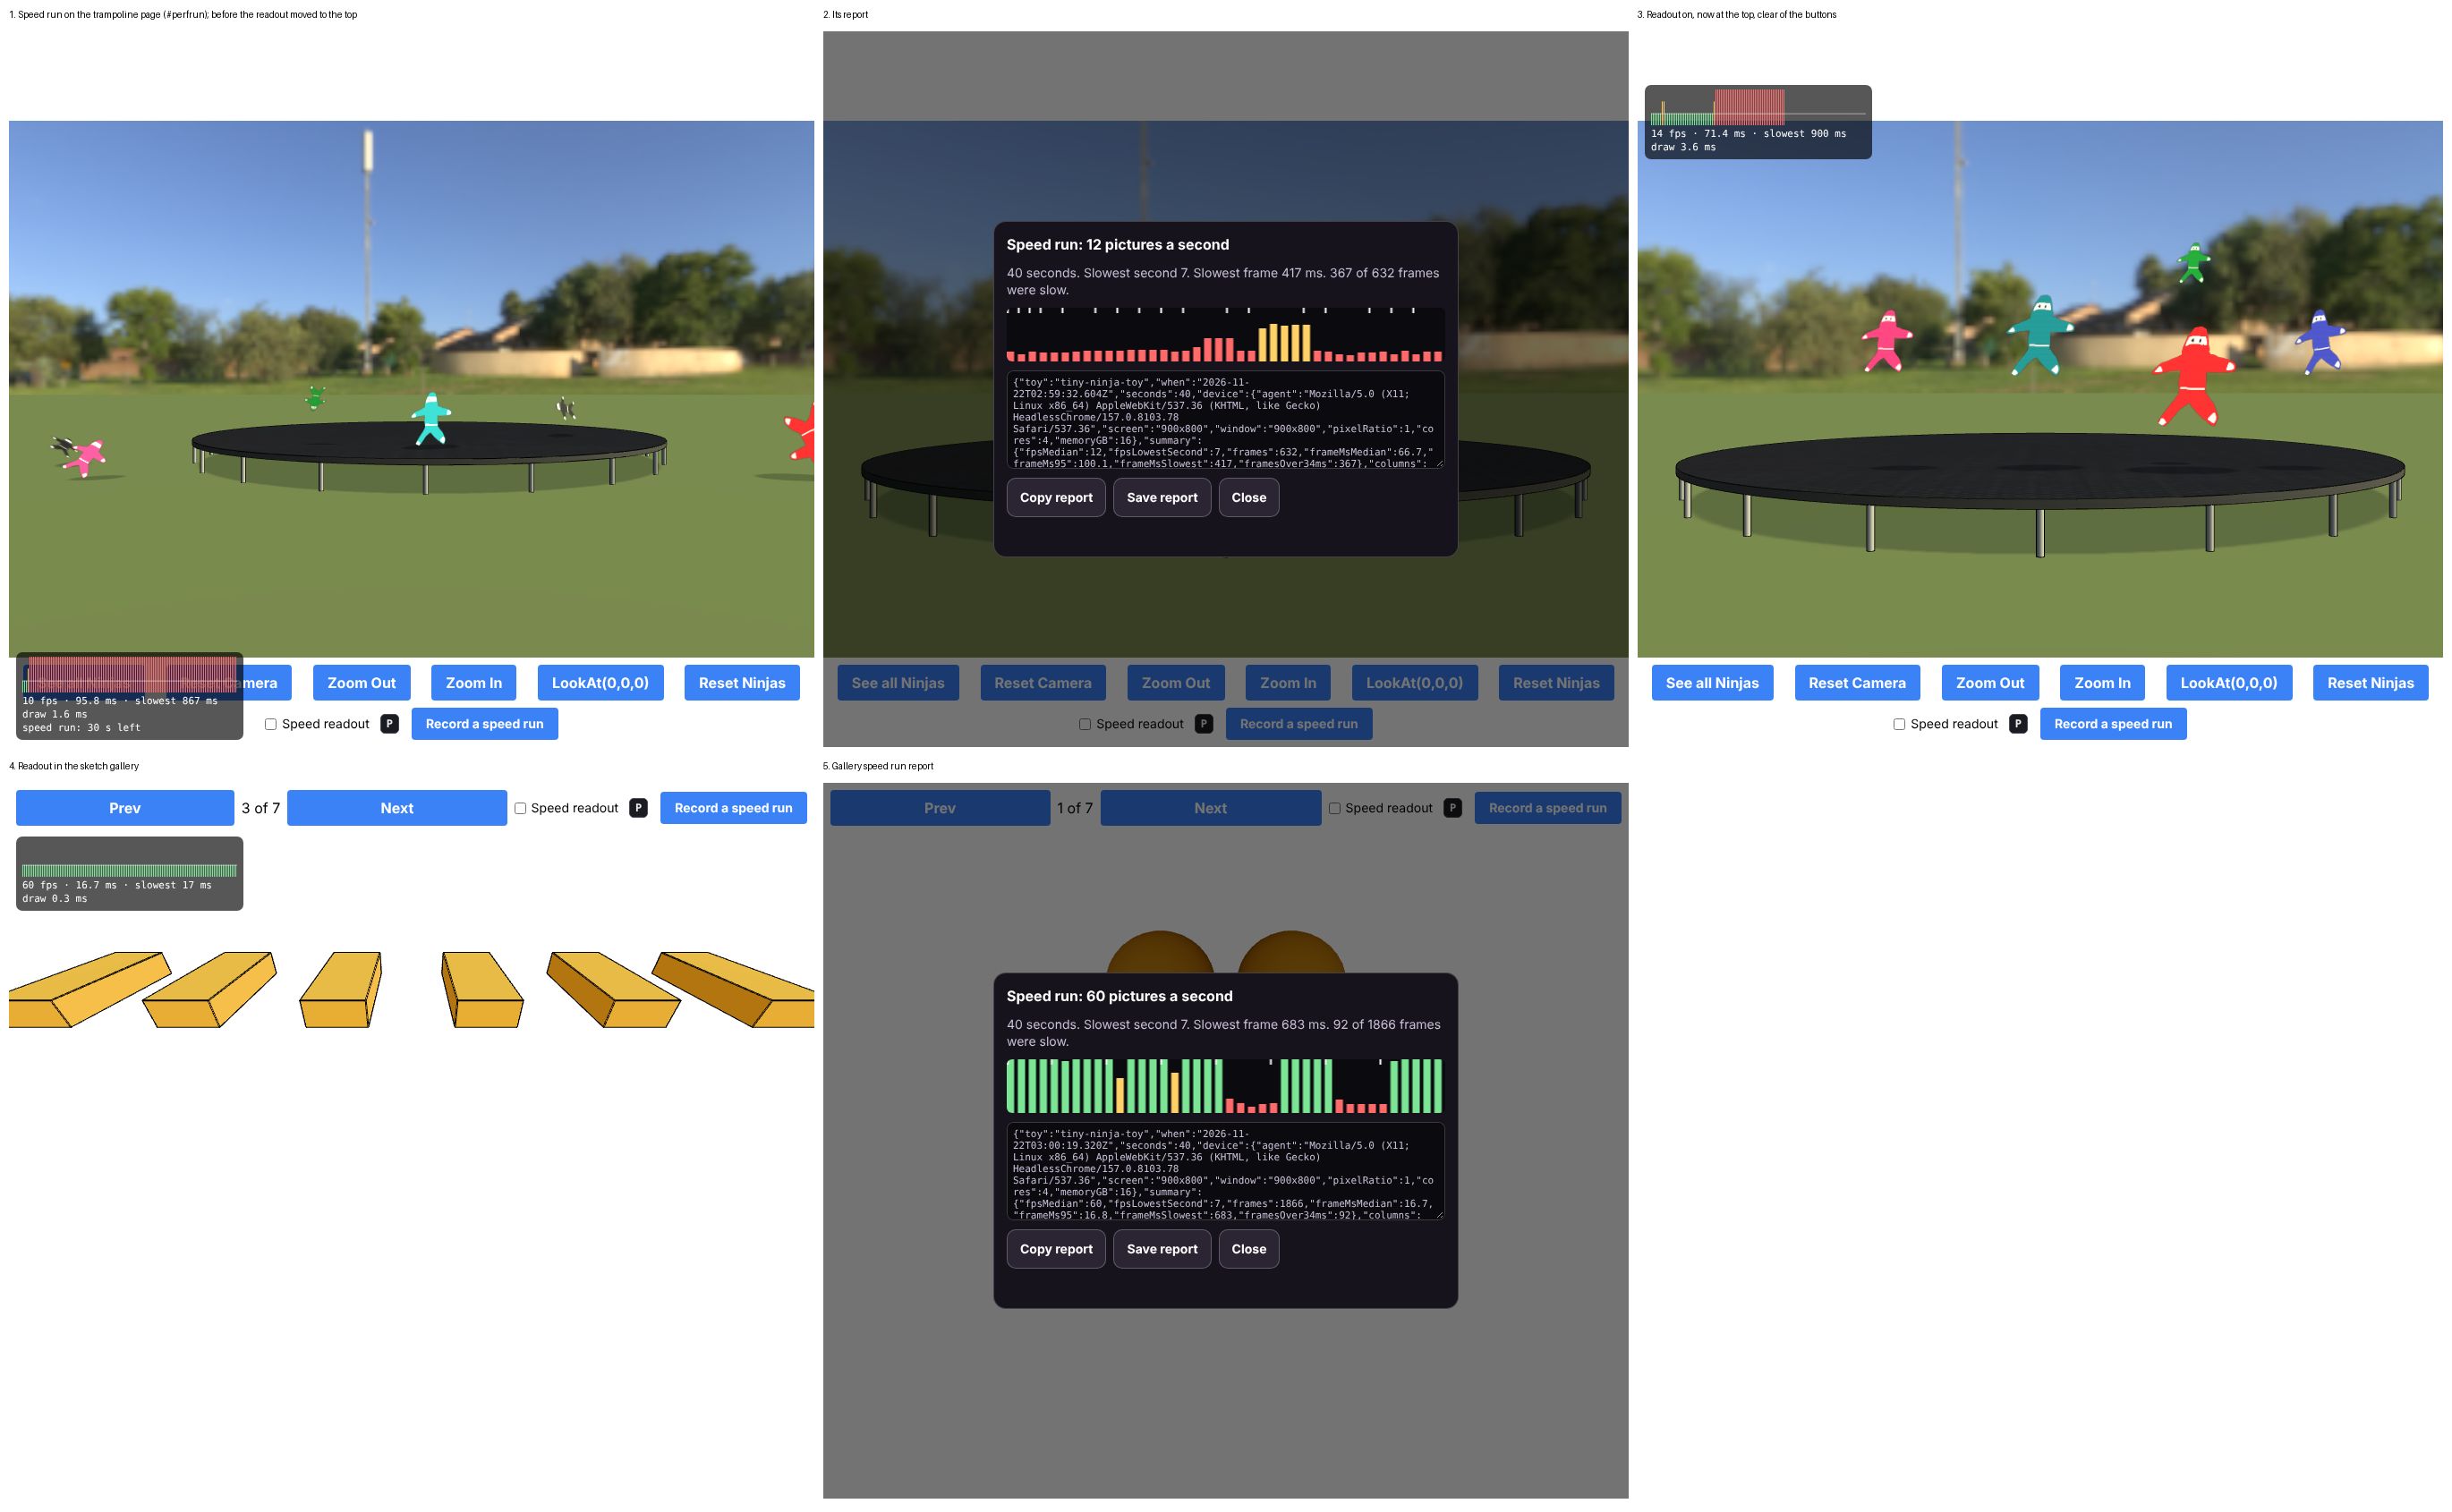 1. Speed run on the trampoline page (#perfrun); before the readout moved to the top
See all Ninjas
Reset Camera
Zoom Out
Zoom In
LookAt(0,0,0)
Reset Ninjas
10 fps · 95.8 ms · slowest 867 ms
draw 1.6 ms
speed run: 30 s left
Speed readout
P
Record a speed run
2. Its report
Speed run: 12 pictures a second
40 seconds. Slowest second 7. Slowest frame 417 ms. 367 of 632 frames
were slow.
{"toy":"tiny-ninja-toy","when":"2026-11-
22T02:59:32.604Z","seconds":40,"device":{"agent":"Mozilla/5.0 (X11;
Linux x86_64) AppleWebKit/537.36 (KHTML, like Gecko)
HeadlessChrome/157.0.8103.78
Safari/537.36","screen":"900x800","window":"900x800","pixelRatio":1,"co
res":4,"memoryGB":16},"summary":
{"fpsMedian":12,"fpsLowestSecond":7,"frames":632,"frameMsMedian":66.7,"
frameMs95":100.1,"frameMsSlowest":417,"framesOver34ms":367},"columns":
Copy report
Save report
Close
See all Ninjas
Reset Camera
Zoom Out
Zoom In
LookAt(0,0,0)
Reset Ninjas
Speed readout
P
Record a speed run
3. Readout on, now at the top, clear of the buttons
14 fps · 71.4 ms · slowest 900 ms
draw 3.6 ms
See all Ninjas
Reset Camera
Zoom Out
Zoom In
LookAt(0,0,0)
Reset Ninjas
Speed readout
P
Record a speed run
4. Readout in the sketch gallery
Prev
3 of 7
Next
Speed readout
P
Record a speed run
60 fps · 16.7 ms · slowest 17 ms
draw 0.3 ms
5. Gallery speed run report
Prev
1 of 7
Next
Speed readout
P
Record a speed run
Speed run: 60 pictures a second
40 seconds. Slowest second 7. Slowest frame 683 ms. 92 of 1866 frames
were slow.
{"toy":"tiny-ninja-toy","when":"2026-11-
22T03:00:19.320Z","seconds":40,"device":{"agent":"Mozilla/5.0 (X11;
Linux x86_64) AppleWebKit/537.36 (KHTML, like Gecko)
HeadlessChrome/157.0.8103.78
Safari/537.36","screen":"900x800","window":"900x800","pixelRatio":1,"co
res":4,"memoryGB":16},"summary":
{"fpsMedian":60,"fpsLowestSecond":7,"frames":1866,"frameMsMedian":16.7,
"frameMs95":16.8,"frameMsSlowest":683,"framesOver34ms":92},"columns":
Copy report
Save report
Close